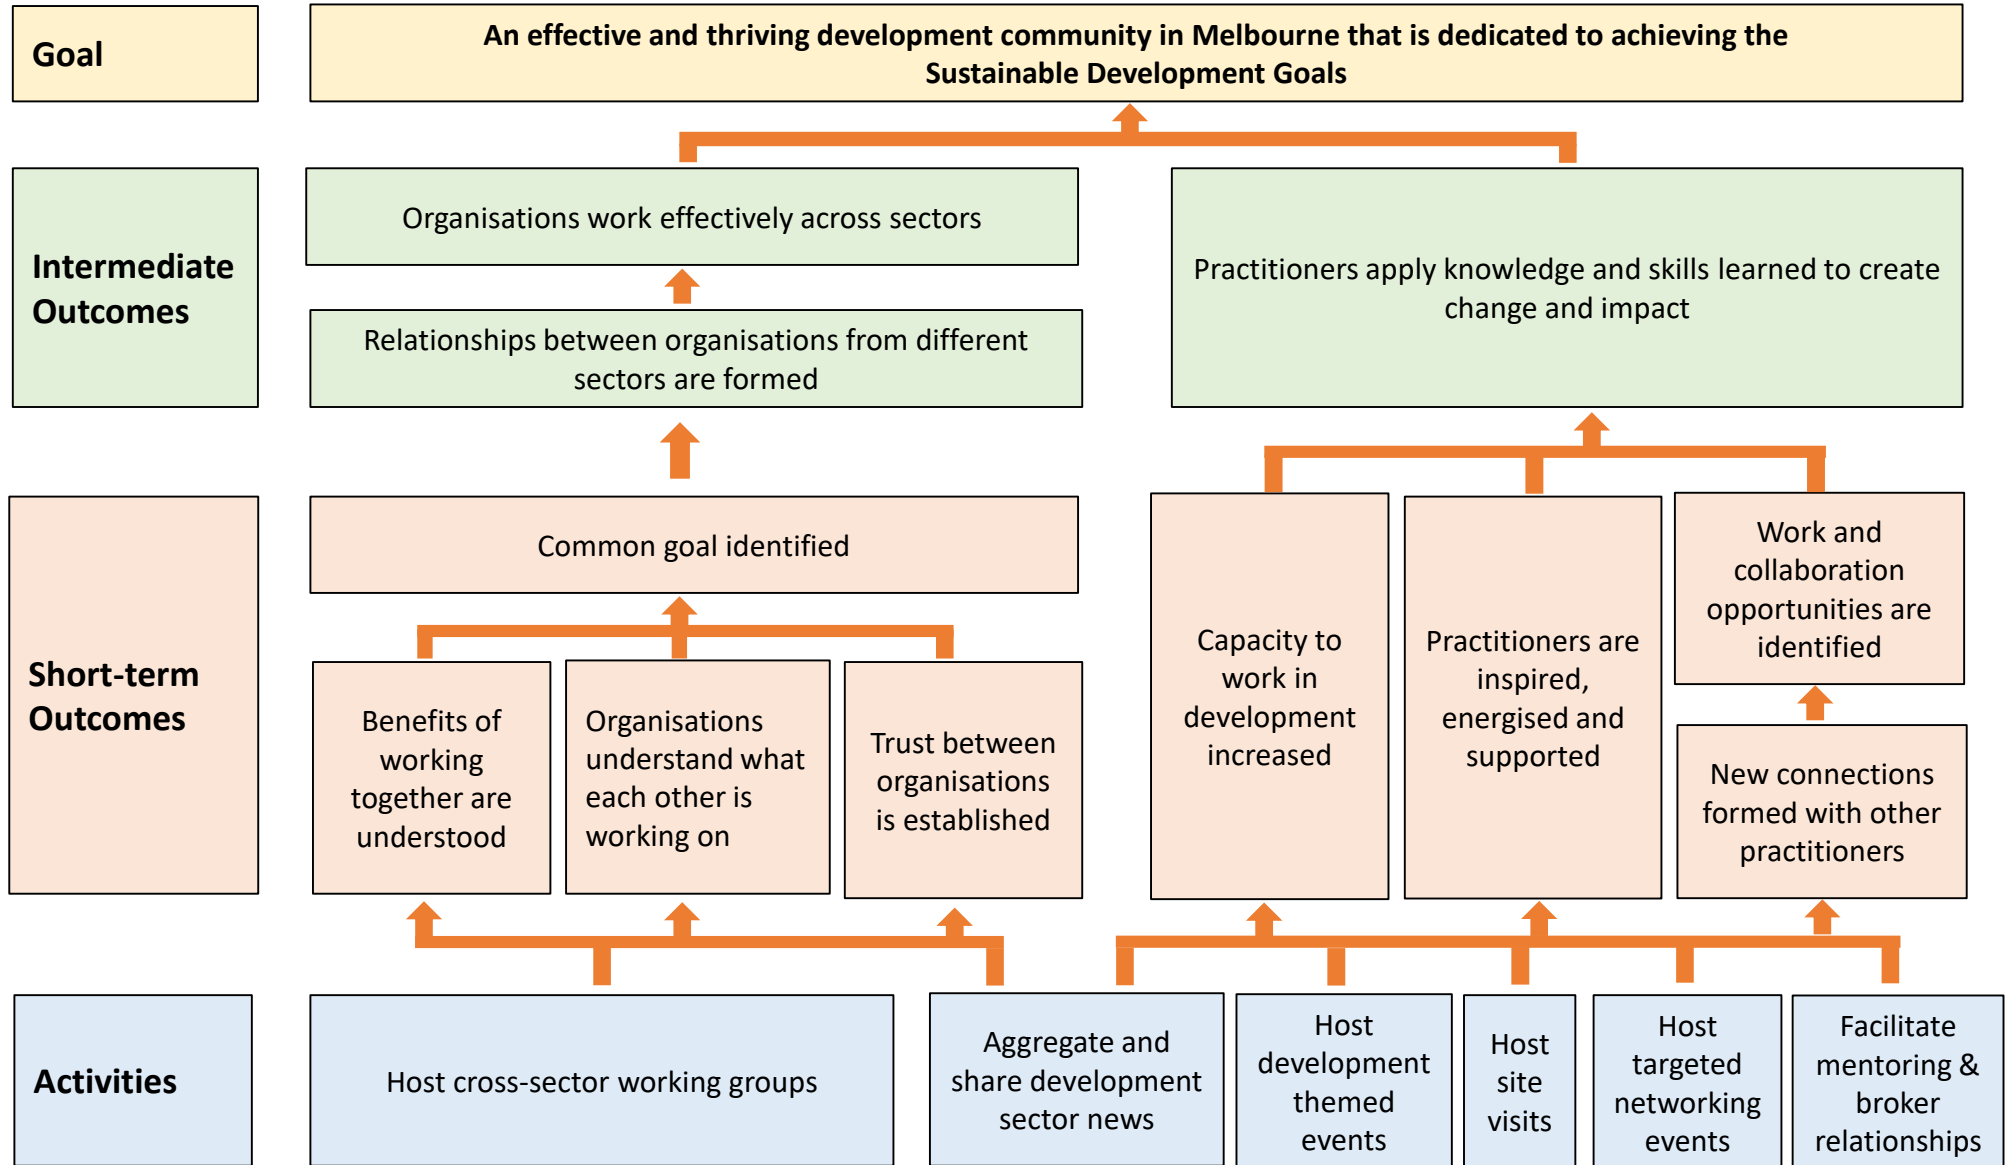 Goal
An effective and thriving development community in Melbourne that is dedicated to achieving the
Sustainable Development Goals
Intermediate
Outcomes
Organisations work effectively across sectors
Relationships between organisations from different
sectors are formed
Practitioners apply knowledge and skills learned to create
change and impact
Short-term
Outcomes
Common goal identified
Benefits of
working
together are
understood
Organisations
understand what
each other is
working on
Trust between
organisations
is established
Capacity to
work in
development
increased
Practitioners are
inspired,
energised and
supported
Work and
collaboration
opportunities are
identified
New connections
formed with other
practitioners
Activities
Host cross-sector working groups
Aggregate and
share development
sector news
Host
development
themed
events
Host
site
visits
Host
targeted
networking
events
Facilitate
mentoring &
broker
relationships